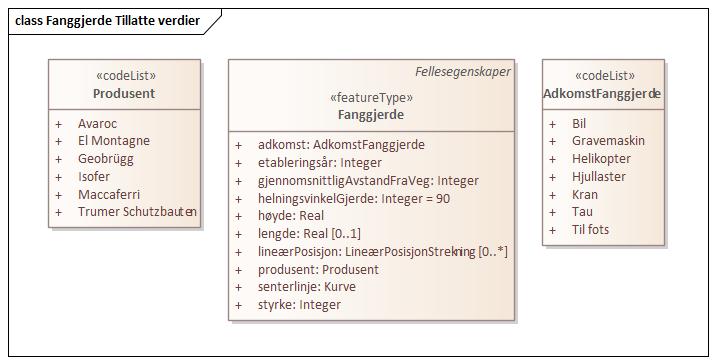 class Fanggjerde Tillatte verdier
«codeList»
Produsent
+ Avaroc
+ El Montagne
+ Geobrügg
+ Isofer
+ Maccaferri
+ Trumer Schutzbauten
Fellesegenskaper
«featureType»
Fanggjerde
+ adkomst: AdkomstFanggjerde
+ etableringsår: Integer
+ gjennomsnittligAvstandFraVeg: Integer
+ helningsvinkelGjerde: Integer = 90
+ høyde: Real
+ lengde: Real [0..1]
+ lineærPosisjon: LineærPosisjonStrekning [0..*]
+ produsent: Produsent
+ senterlinje: Kurve
+ styrke: Integer
«codeList»
AdkomstFanggjerde
+ Bil
+ Gravemaskin
+ Helikopter
+ Hjullaster
+ Kran
+ Tau
+ Til fots